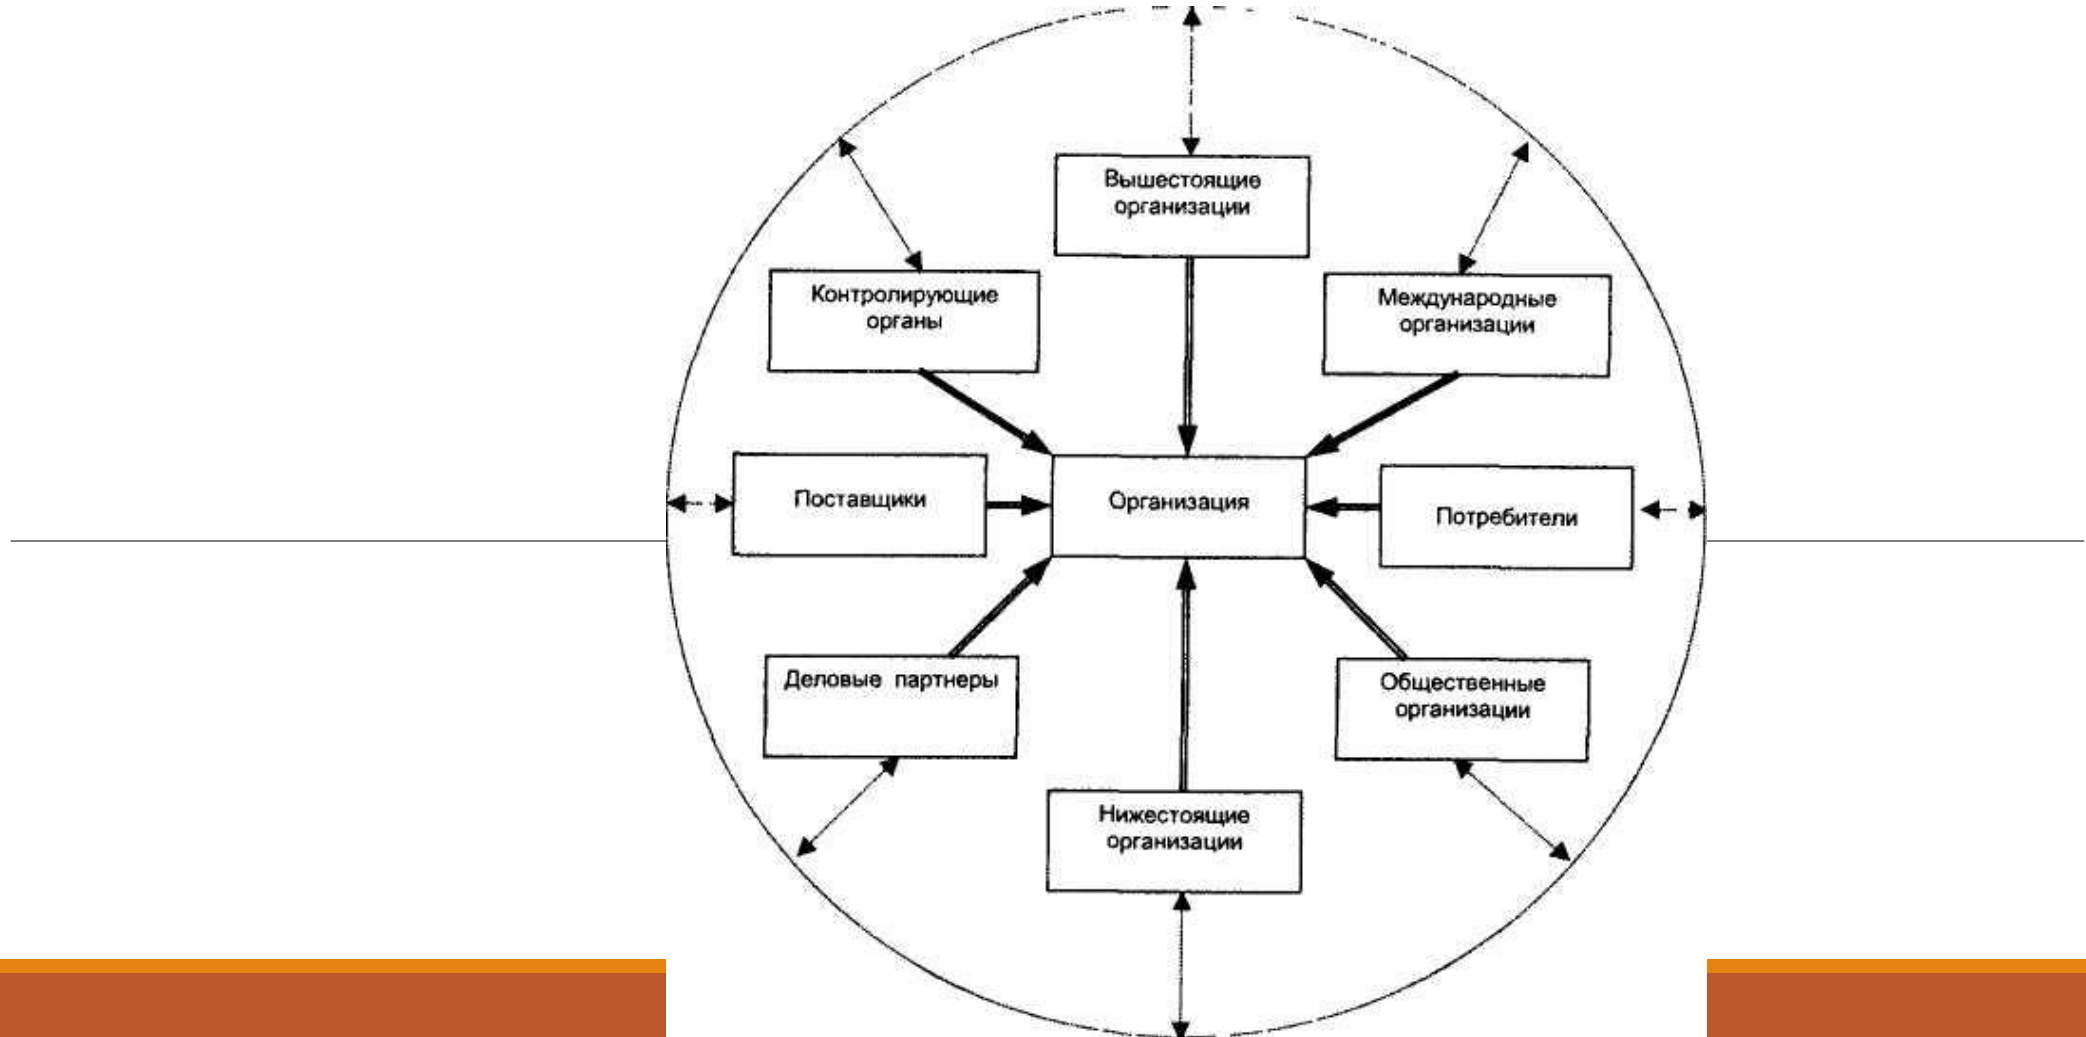 Вышестоящие
организации
Контролирующие
органы
Международные
организации
Поставщики
Организация
Потребители
Деловые партнеры
Общественные
организации
Нижестоящие
организации